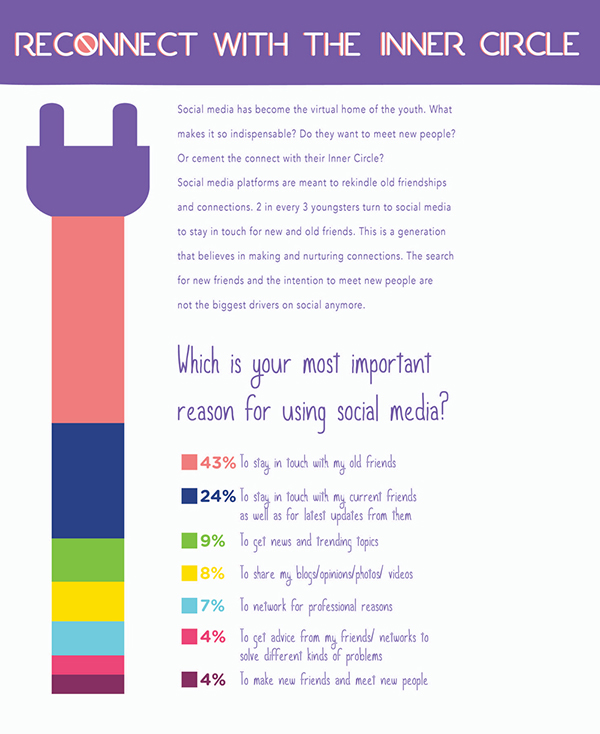 RECONNECT WITH THE INNER CIRCLE
Social media has become the virtual home of the youth. What
makes it so indispensable? Do they want to meet new people?
Or cement the connect with their Inner Circle?
Social media platforms are meant to rekindle old friendships
and connections. 2 in every 3 youngsters turn to social media
to stay in touch for new and old friends. This is a generation
that believes in making and nurturing connections. The search
for new friends and the intention to meet new people are
not the biggest drivers on social anymore.
Which is your most important
reason for using social media?
43% To stay in touch with my old friends
24% To stay in touch with my current friends
as well as for latest updates from them
9% To get news and trending topics
8% To share my blogs/opinions/photos/ videos
7% To network for professional reasons
4% To get advice from my friends/ networks to
solve different kinds of problems
4% To make new friends and meet new people